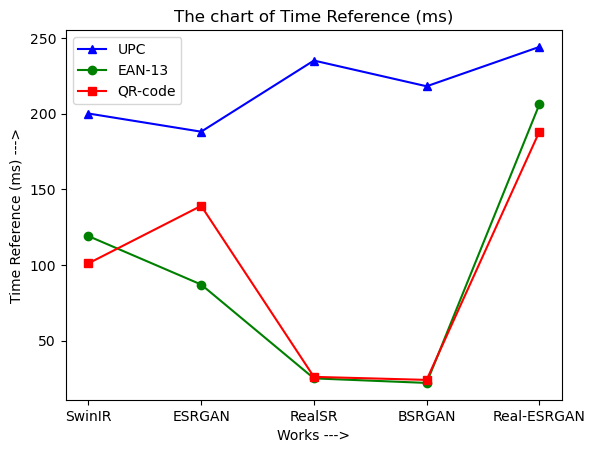 The chart of Time Reference (ms)
UPC
EAN-13
QR-code
250
200
150
100
50
Time Reference (ms) --->
SwinIR ESRGAN RealSR BSRGAN Real-ESRGAN
Works --->